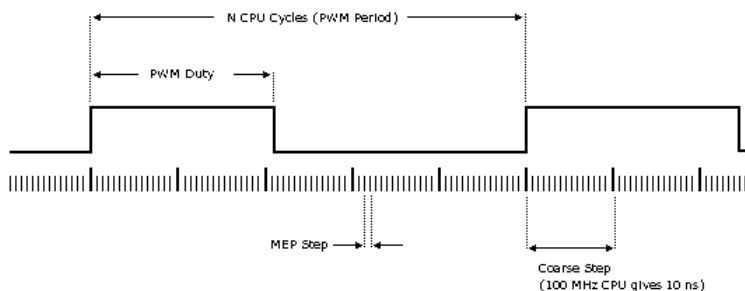 N CPU Cycles (PWM Period)
PWM Duty
MEP Step
Coarse Step
(100 MHz CPU gives 10 ns)